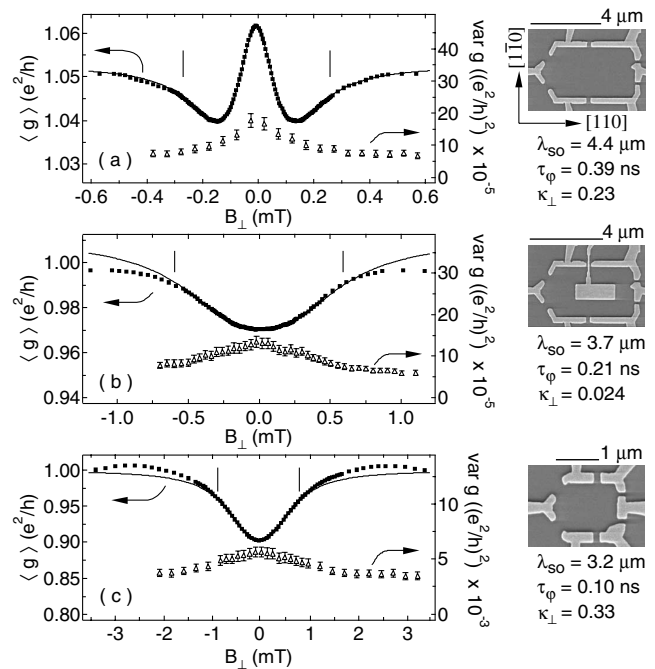 1.06
1.05
1.04
1.03
⟨ g ⟩ (e²/h)
( a )
40
30
20
10
0
var g ((e²/h)²) x 10⁻⁵
-0.6 -0.4 -0.2 0.0 0.2 0.4 0.6
B⊥ (mT)
4 μm
[11̅0]
[110]
λso = 4.4 μm
τφ = 0.39 ns
κ⊥ = 0.23
1.00
0.98
0.96
0.94
⟨ g ⟩ (e²/h)
( b )
30
20
10
0
var g ((e²/h)²) x 10⁻⁵
-1.0 -0.5 0.0 0.5 1.0
B⊥ (mT)
4 μm
λso = 3.7 μm
τφ = 0.21 ns
κ⊥ = 0.024
1.00
0.95
0.90
0.85
0.80
⟨ g ⟩ (e²/h)
( c )
10
5
0
var g ((e²/h)²) x 10⁻³
-3 -2 -1 0 1 2 3
B⊥ (mT)
1 μm
λso = 3.2 μm
τφ = 0.10 ns
κ⊥ = 0.33